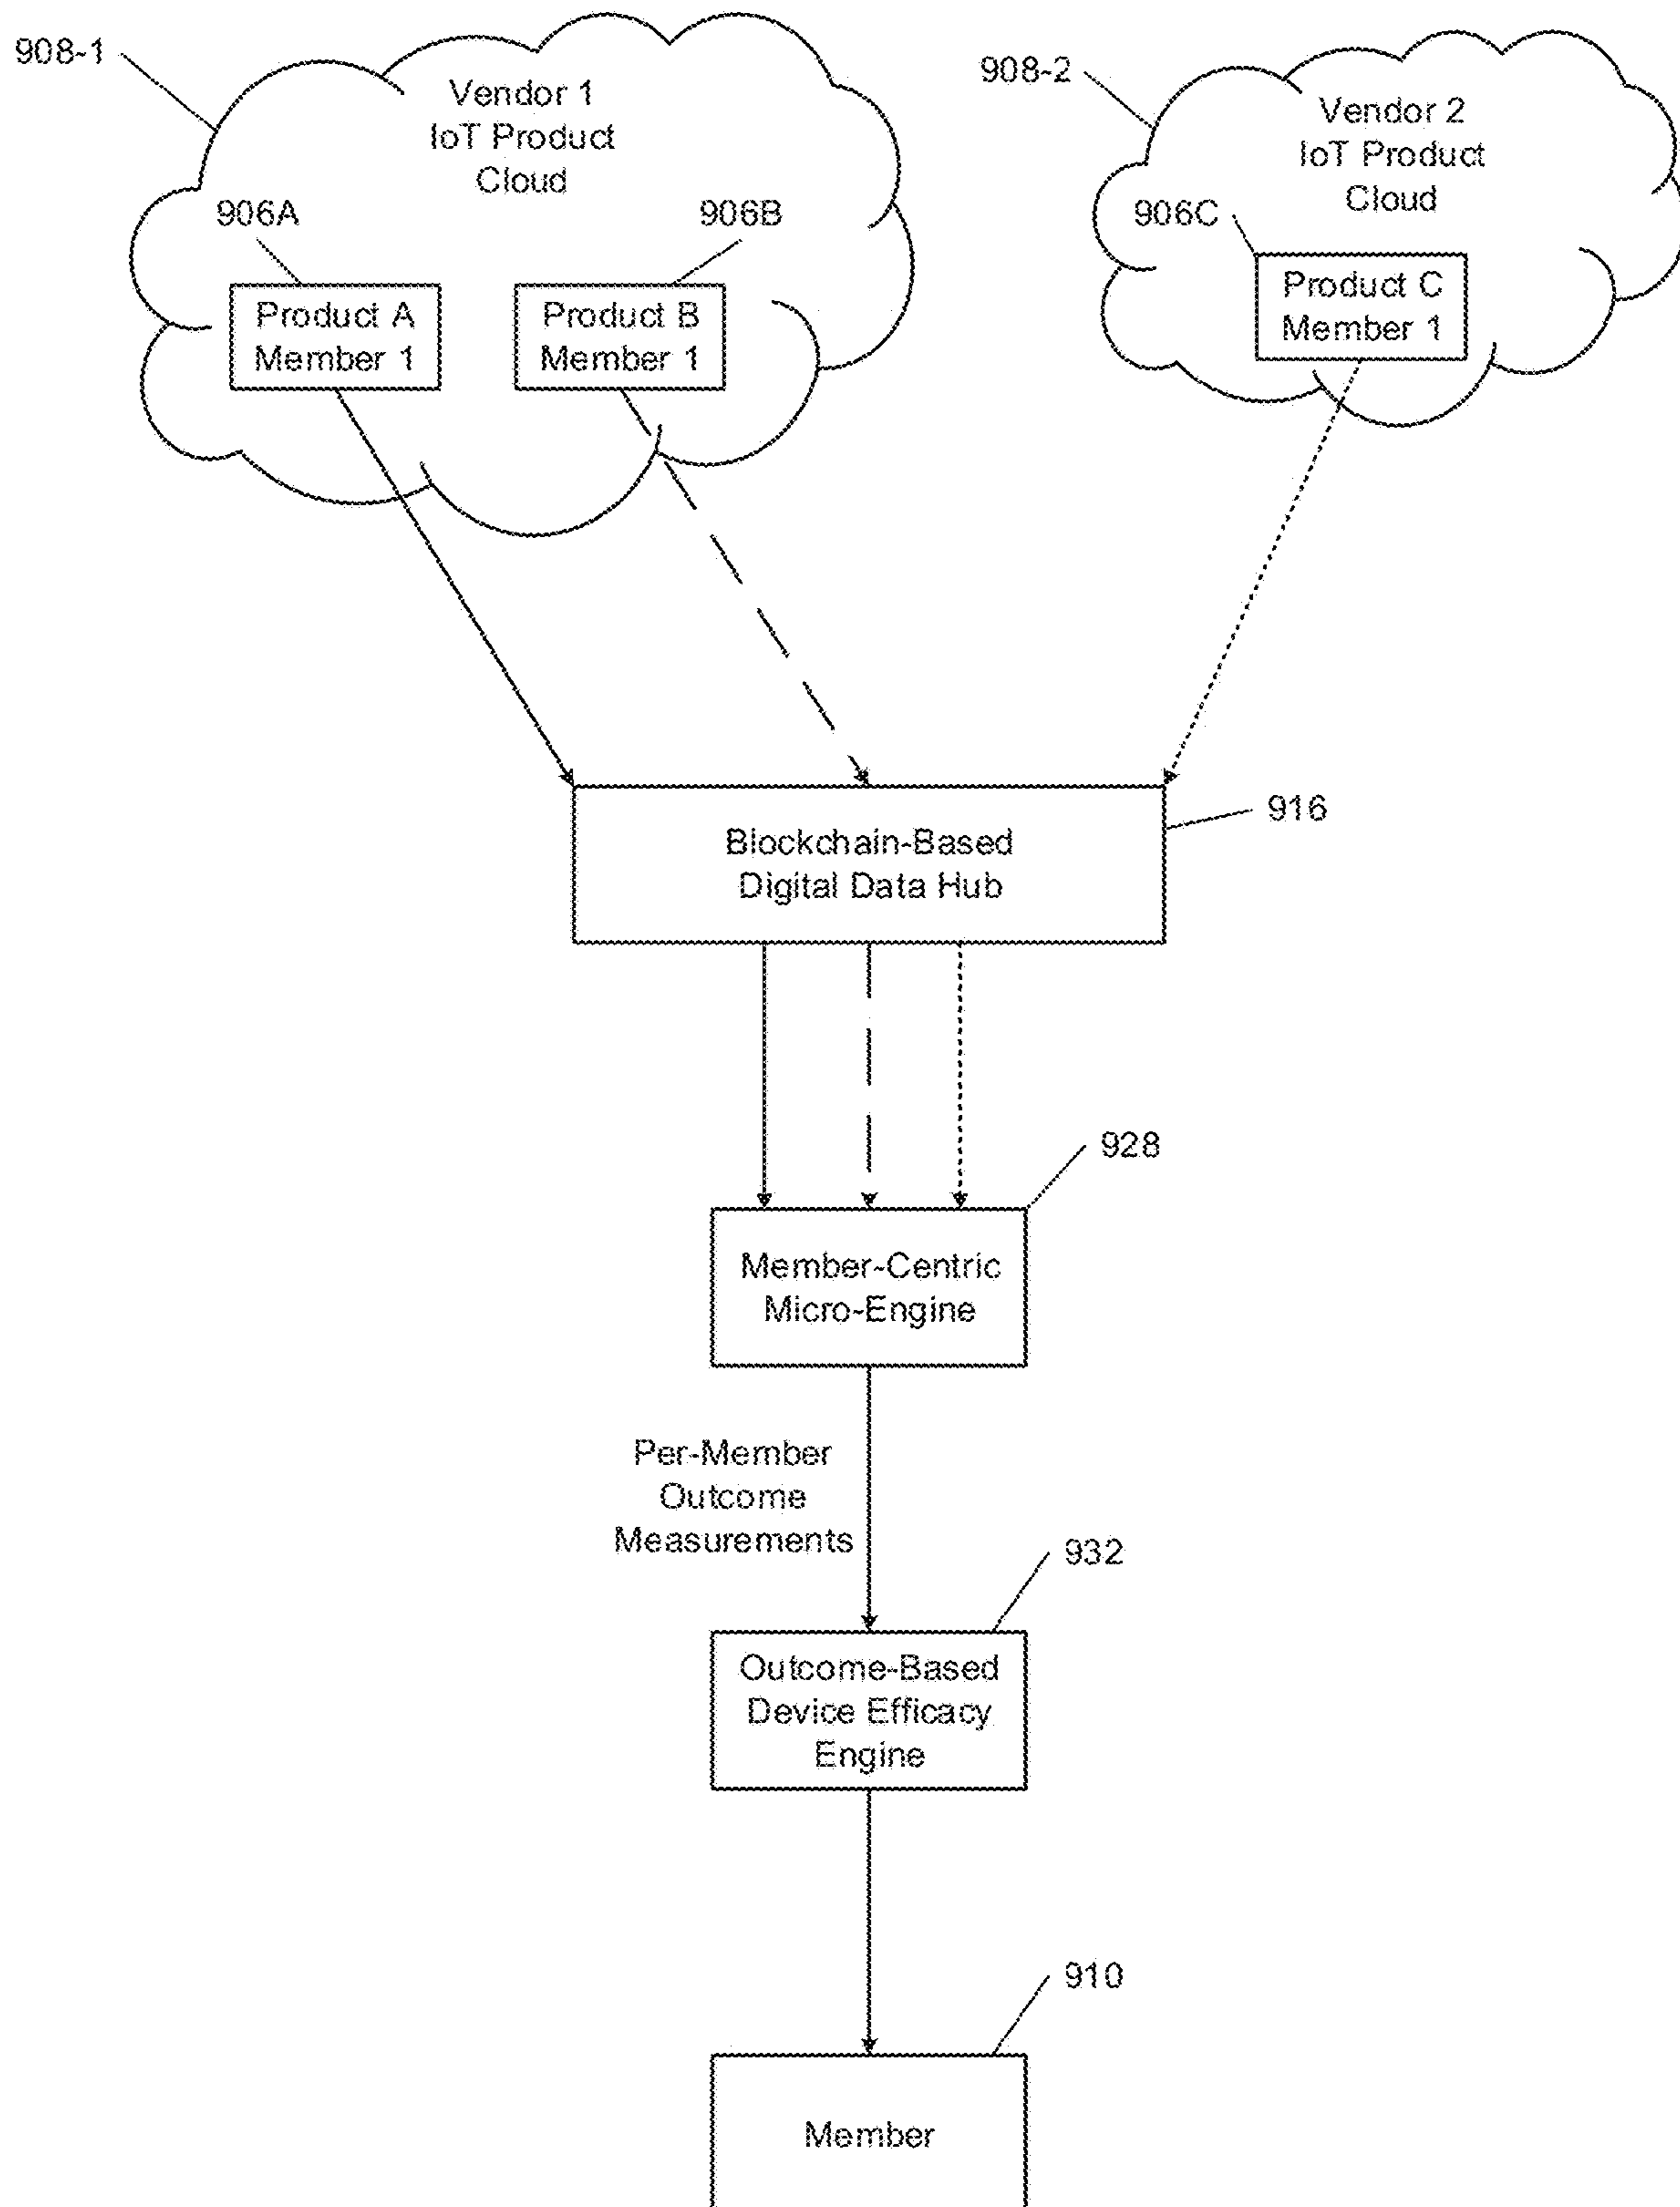 908-1
Vendor 1
IoT Product
Cloud
906A
906B
Product A
Member 1
Product B
Member 1
908-2
Vendor 2
IoT Product
Cloud
906C
Product C
Member 1
Blockchain-Based
Digital Data Hub
916
928
Member-Centric
Micro-Engine
Per-Member
Outcome
Measurements
932
Outcome-Based
Device Efficacy
Engine
910
Member